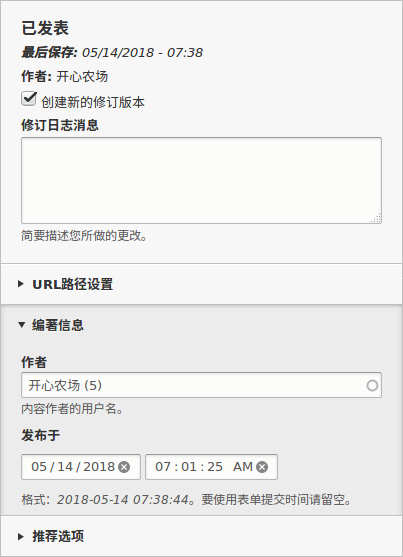 已发表
最后保存: 05/14/2018 - 07:38
作者: 开心农场
创建新的修订版本
修订日志消息
简要描述您所做的更改。
URL路径设置
编著信息
作者
开心农场 (5)
内容作者的用户名。
发布于
05 / 14 / 2018 07 : 01 : 25 AM
格式：2018-05-14 07:38:44。要使用表单提交时间请留空。
推荐选项